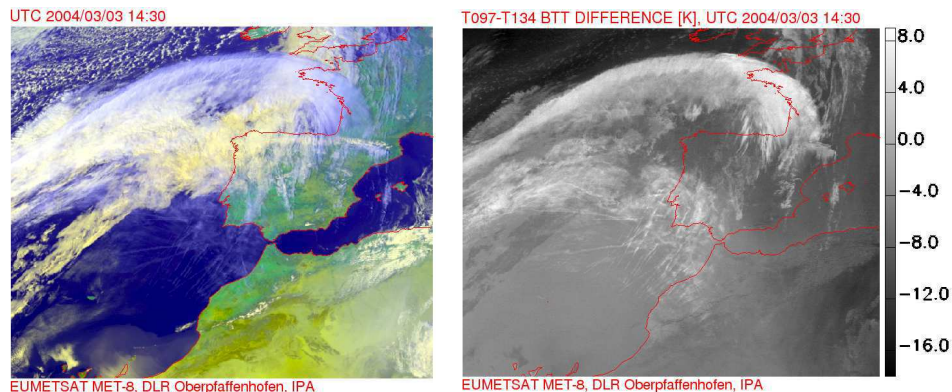 UTC 2004/03/03 14:30
EUMETSAT MET-8, DLR Oberpfaffenhofen, IPA
T097-T134 BTT DIFFERENCE [K], UTC 2004/03/03 14:30
8.0
4.0
0.0
−4.0
−8.0
−12.0
−16.0
EUMETSAT MET-8, DLR Oberpfaffenhofen, IPA